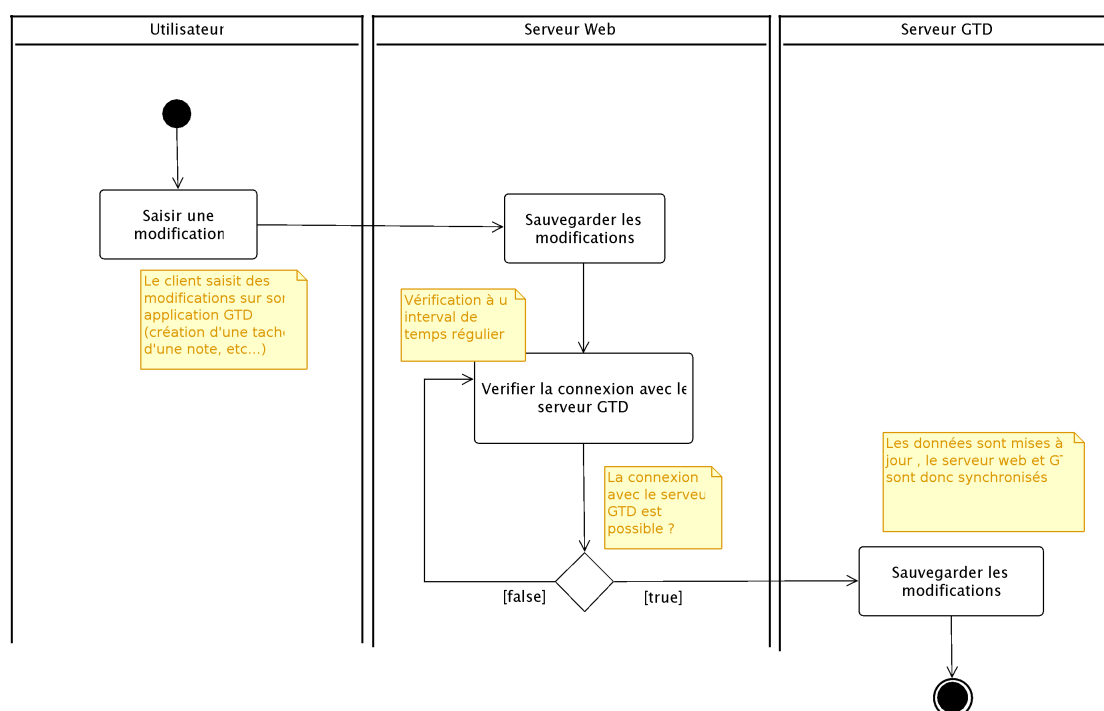 Utilisateur
Serveur Web
Serveur GTD
Saisir une
modification
Sauvegarder les
modifications
Le client saisit des
modifications sur son
application GTD
(création d'une tache
d'une note, etc...)
Vérification à u
interval de
temps régulier
Verifier la connexion avec le
serveur GTD
La connexion
avec le serveu
GTD est
possible ?
[false]
[true]
Les données sont mises à
jour , le serveur web et G
sont donc synchronisés
Sauvegarder les
modifications